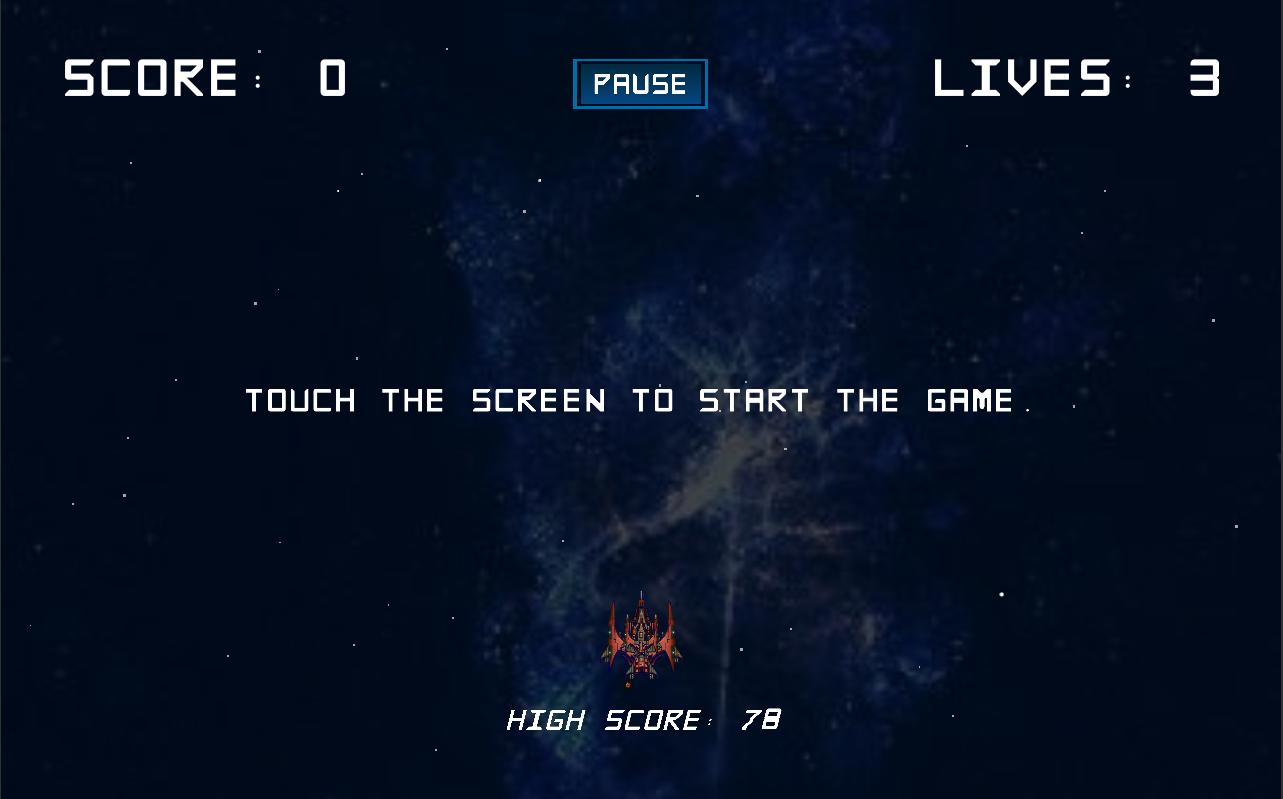 SCORE: 0
PAUSE
LIVES: 3
TOUCH THE SCREEN TO START THE GAME.
HIGH SCORE: 78